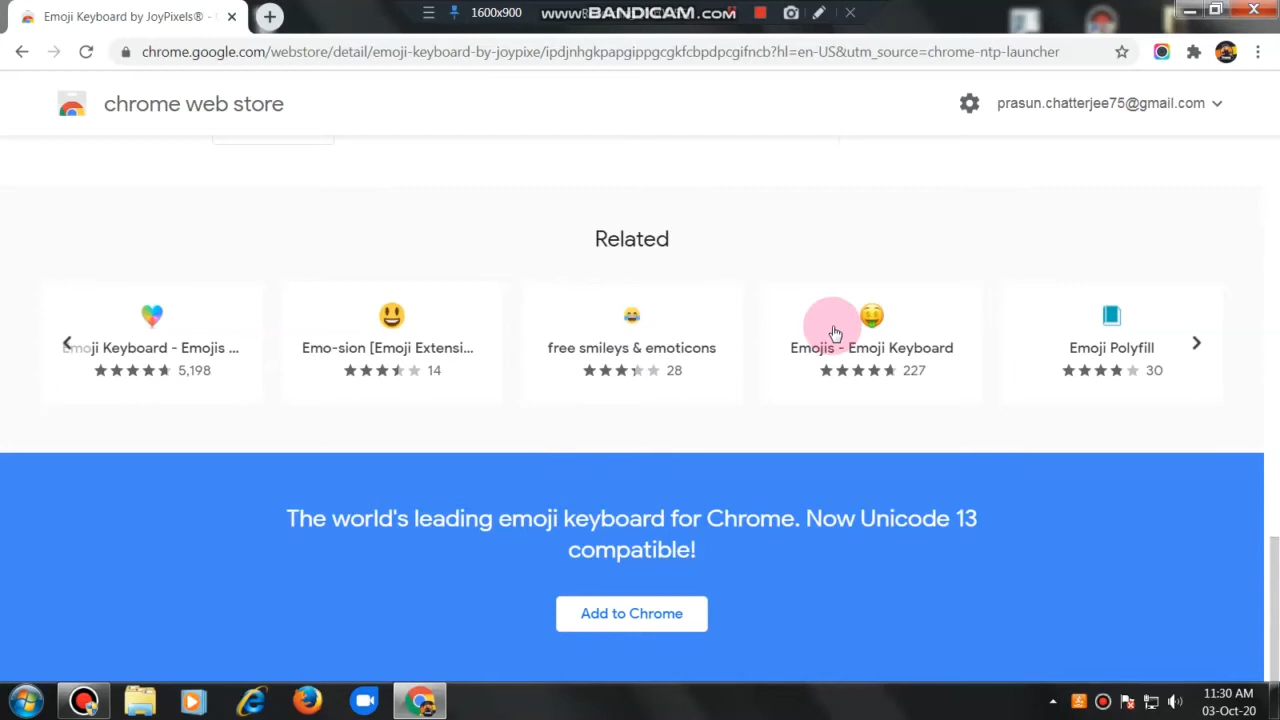 Emoji Keyboard by JoyPixels® -
1600x900
www.BANDICAM.com
chrome.google.com/webstore/detail/emoji-keyboard-by-joypixe/ipdjnhgkpapgippgcgkfcbpdpcgifncb?hl=en-US&utm_source=chrome-ntp-launcher
chrome web store
prasun.chatterjee75@gmail.com
Related
Emoji Keyboard - Emojis ...
Emo-sion [Emoji Extensi...
free smileys & emoticons
Emojis - Emoji Keyboard
Emoji Polyfill
5,198
14
28
227
30
The world's leading emoji keyboard for Chrome. Now Unicode 13
compatible!
Add to Chrome
11:30 AM
03-Oct-20